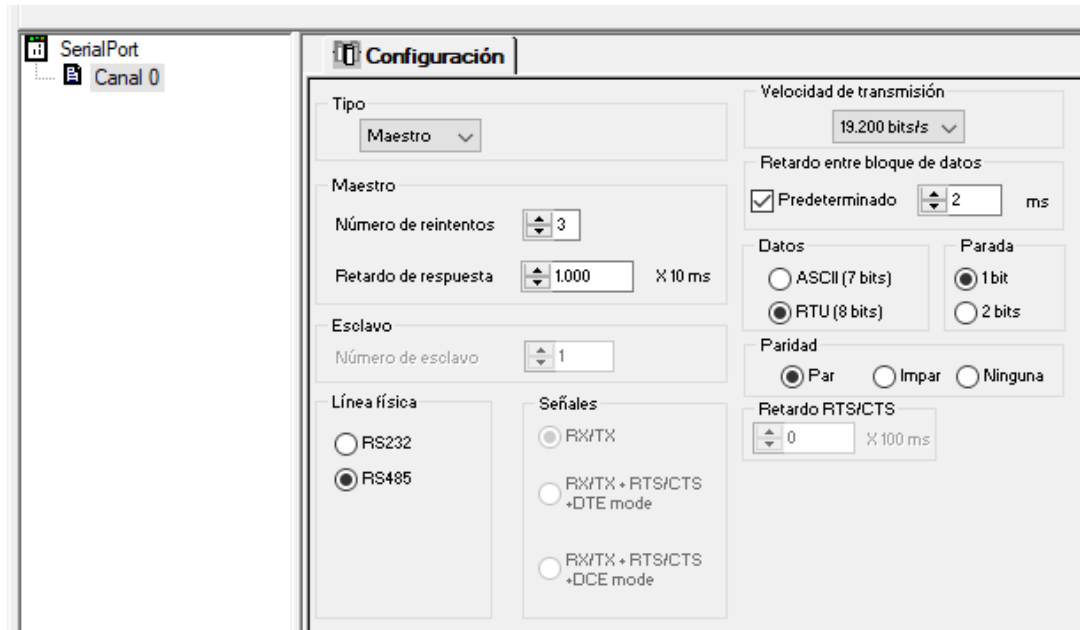 SerialPort
Canal 0
Configuración
Tipo
Maestro
Maestro
Número de reintentos
3
Retardo de respuesta
1.000
X 10 ms
Esclavo
Número de esclavo
1
Línea física
RS232
RS485
Señales
RX/TX
RX/TX + RTS/CTS
+DTE mode
RX/TX + RTS/CTS
+DCE mode
Velocidad de transmisión
19.200 bits/s
Retardo entre bloque de datos
Predeterminado
2
ms
Datos
ASCII (7 bits)
RTU (8 bits)
Parada
1 bit
2 bits
Paridad
Par
Impar
Ninguna
Retardo RTS/CTS
0
X 100 ms